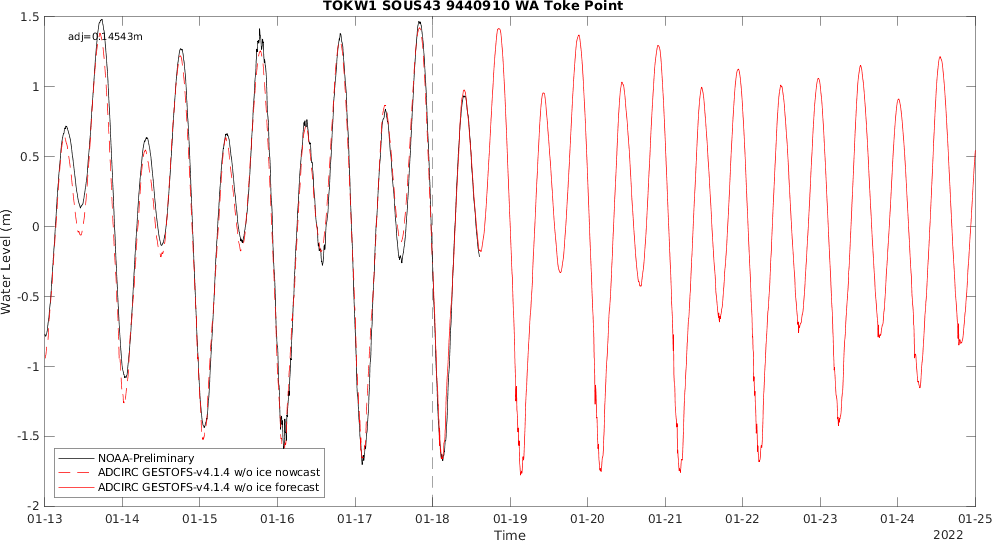 TOKW1 SOUS43 9440910 WA Toke Point
adj=0.14543m
1.5
1
0.5
0
-0.5
-1
-1.5
-2
Water Level (m)
NOAA-Preliminary
ADCIRC GESTOFS-v4.1.4 w/o ice nowcast
ADCIRC GESTOFS-v4.1.4 w/o ice forecast
01-13 01-14 01-15 01-16 01-17 01-18 01-19 01-20 01-21 01-22 01-23 01-24 01-25
Time
2022